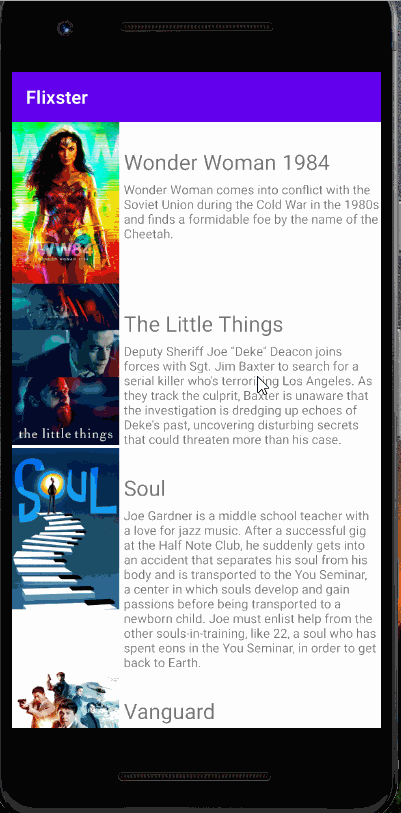 Flixster
WW84
Wonder Woman 1984
Wonder Woman comes into conflict with the
Soviet Union during the Cold War in the 1980s
and finds a formidable foe by the name of the
Cheetah.
the little things
The Little Things
Deputy Sheriff Joe "Deke" Deacon joins
forces with Sgt. Jim Baxter to search for a
serial killer who's terrorizing Los Angeles. As
they track the culprit, Baxter is unaware that
the investigation is dredging up echoes of
Deke's past, uncovering disturbing secrets
that could threaten more than his case.
SOUL
Soul
Joe Gardner is a middle school teacher with
a love for jazz music. After a successful gig
at the Half Note Club, he suddenly gets into
an accident that separates his soul from his
body and is transported to the You Seminar,
a center in which souls develop and gain
passions before being transported to a
newborn child. Joe must enlist help from the
other souls-in-training, like 22, a soul who has
spent eons in the You Seminar, in order to get
back to Earth.
Vanguard